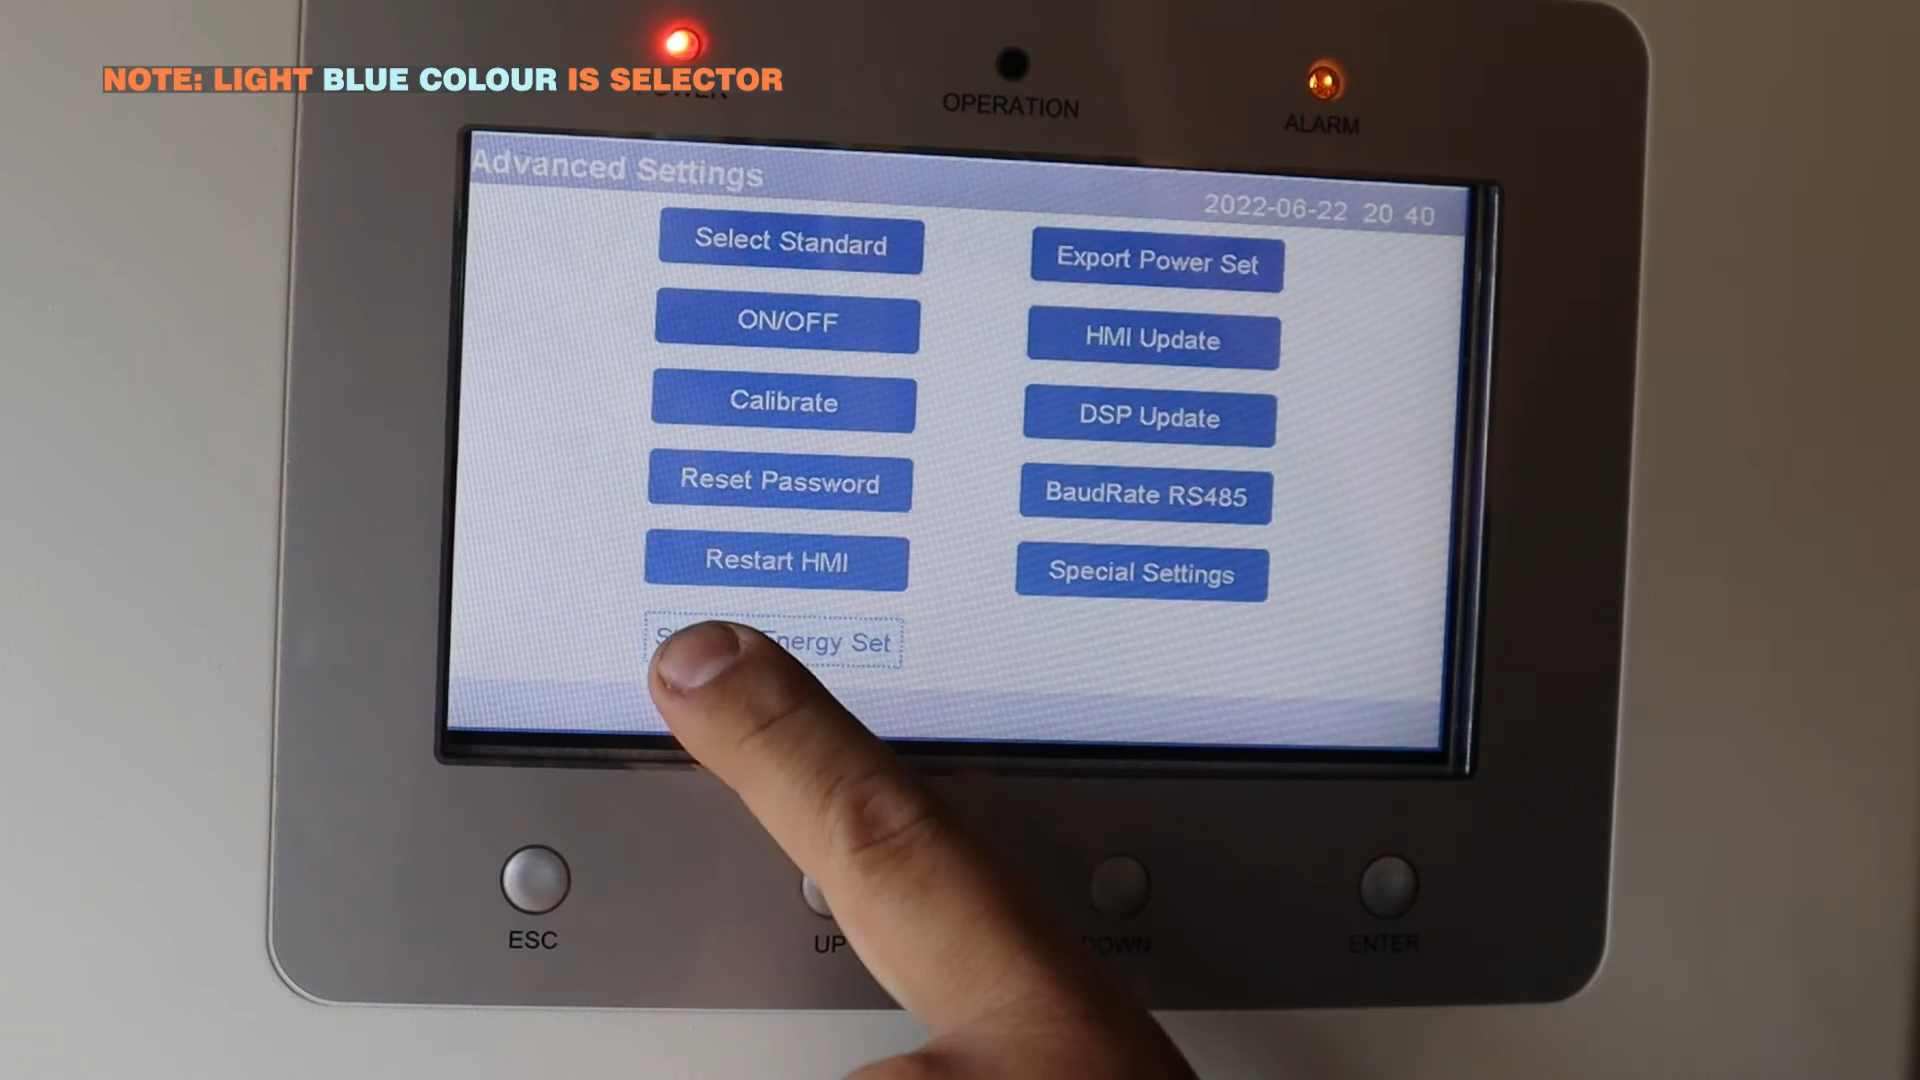 NOTE: LIGHT BLUE COLOUR IS SELECTOR
OPERATION
ALARM
Advanced Settings
2022-06-22 20 40
Select Standard
Export Power Set
ON/OFF
HMI Update
Calibrate
DSP Update
Reset Password
BaudRate RS485
Restart HMI
Special Settings
Energy Set
ESC
UP
DOWN
ENTER